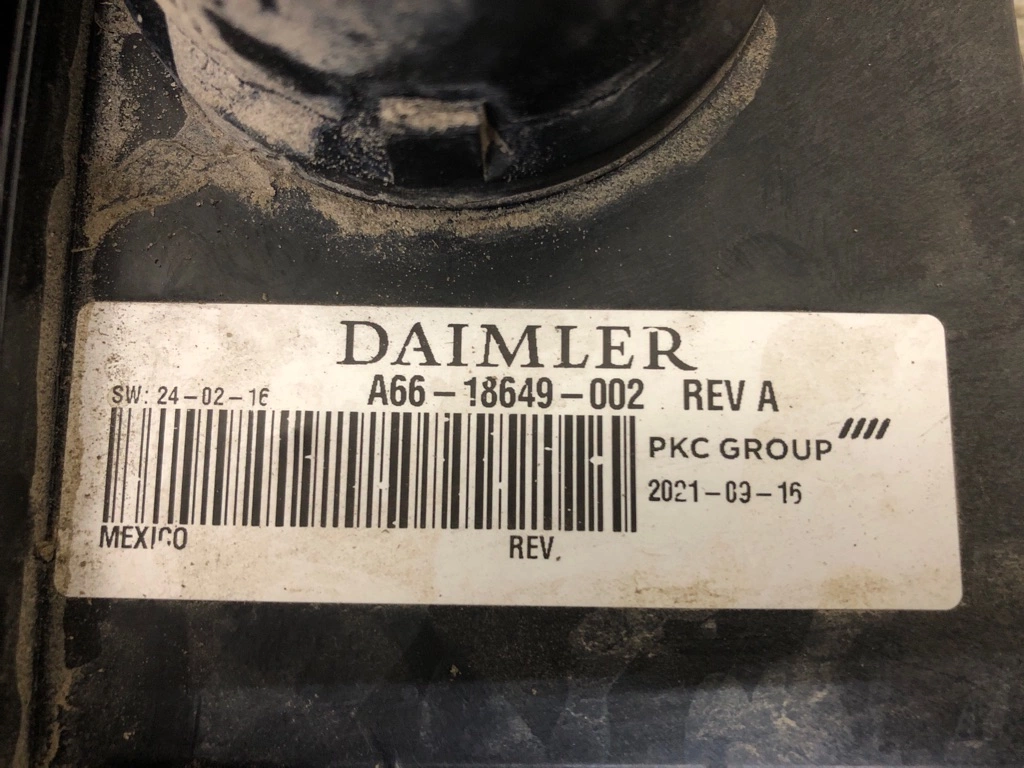 DAIMLER
A66-18649-002 REV A
SW: 24-02-16
PKC GROUP
2021-09-16
MEXICO
REV.